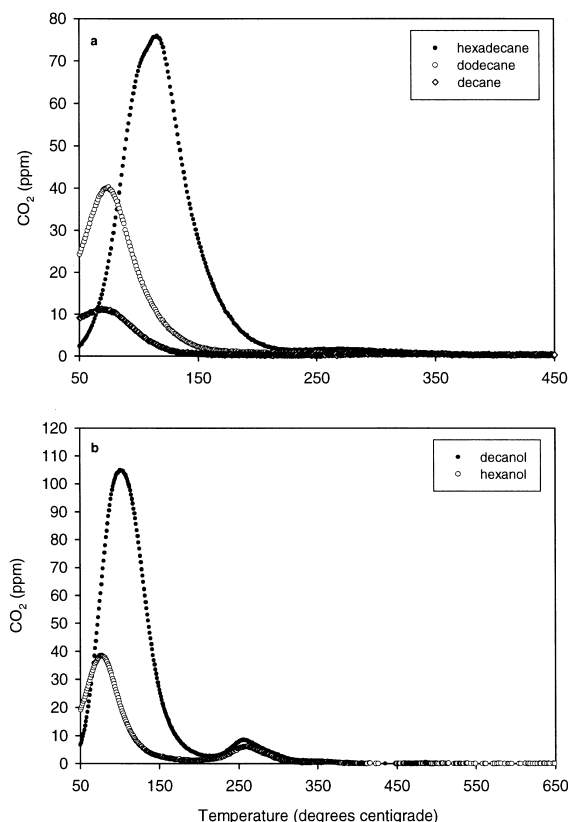 80
a
hexadecane
dodecane
decane
70
60
50
40
30
20
10
0
CO₂ (ppm)
50 150 250 350 450
120
b
decanol
hexanol
110
100
90
80
70
60
50
40
30
20
10
0
CO₂ (ppm)
50 150 250 350 450 550 650
Temperature (degrees centigrade)